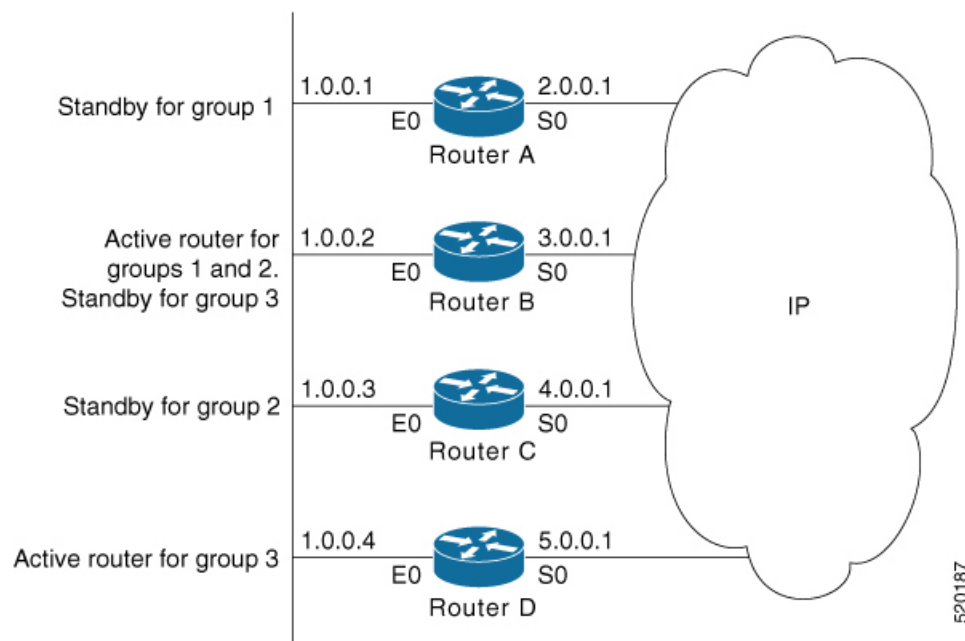 1.0.0.1
2.0.0.1
Standby for group 1
E0
S0
Router A
Active router for
groups 1 and 2.
Standby for group 3
1.0.0.2
3.0.0.1
E0
S0
Router B
IP
1.0.0.3
4.0.0.1
Standby for group 2
E0
S0
Router C
1.0.0.4
5.0.0.1
Active router for group 3
E0
S0
Router D
520187